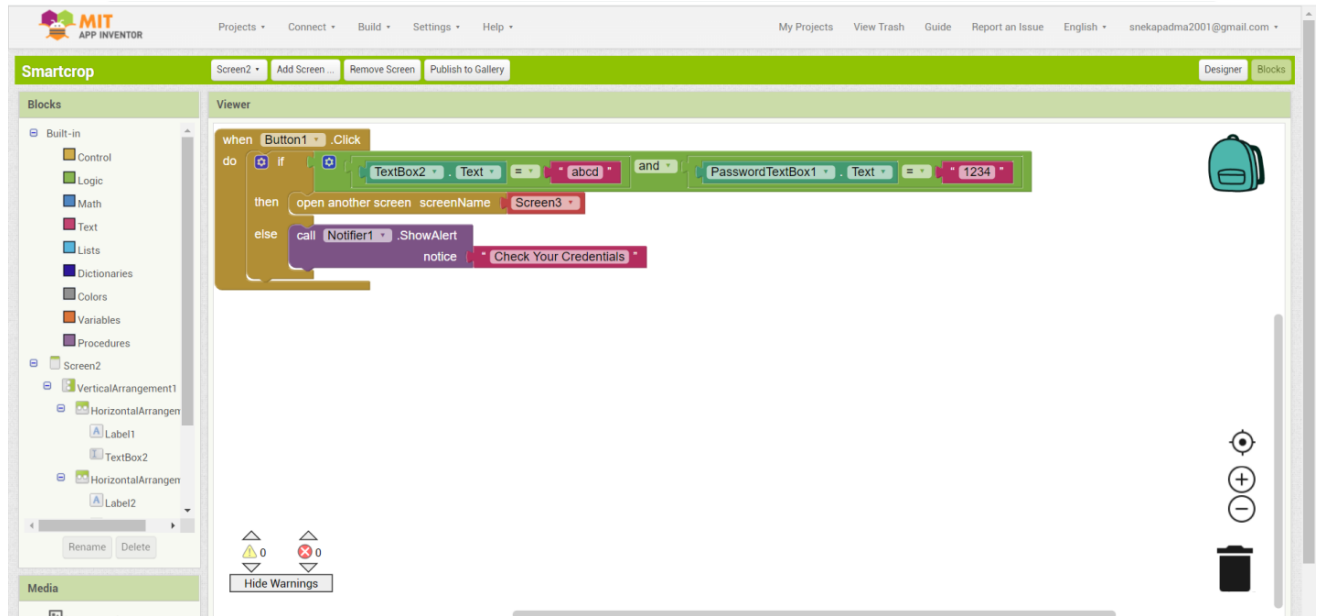 MIT
APP INVENTOR
Projects Connect Build Settings Help My Projects View Trash Guide Report an Issue English snekapadma2001@gmail.com
Smartcrop Screen2 Add Screen ... Remove Screen Publish to Gallery Designer Blocks
Blocks
Viewer
Built-in
Control
Logic
Math
Text
Lists
Dictionaries
Colors
Variables
Procedures
Screen2
VerticalArrangement1
HorizontalArrangen
Label1
TextBox2
HorizontalArrangen
Label2
Rename Delete
Media
when Button1 .Click
do if TextBox2 . Text = " abcd " and PasswordTextBox1 . Text = " 1234 "
then open another screen screenName Screen3
else call Notifier1 .ShowAlert
notice " Check Your Credentials "
0 0
Hide Warnings